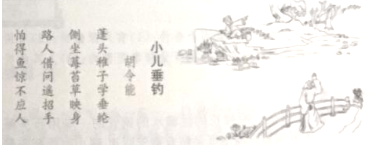 小儿垂钓
胡令能
蓬头稚子学垂纶
侧坐莓苔草映身
路人借问遥招手
怕得鱼惊不应人